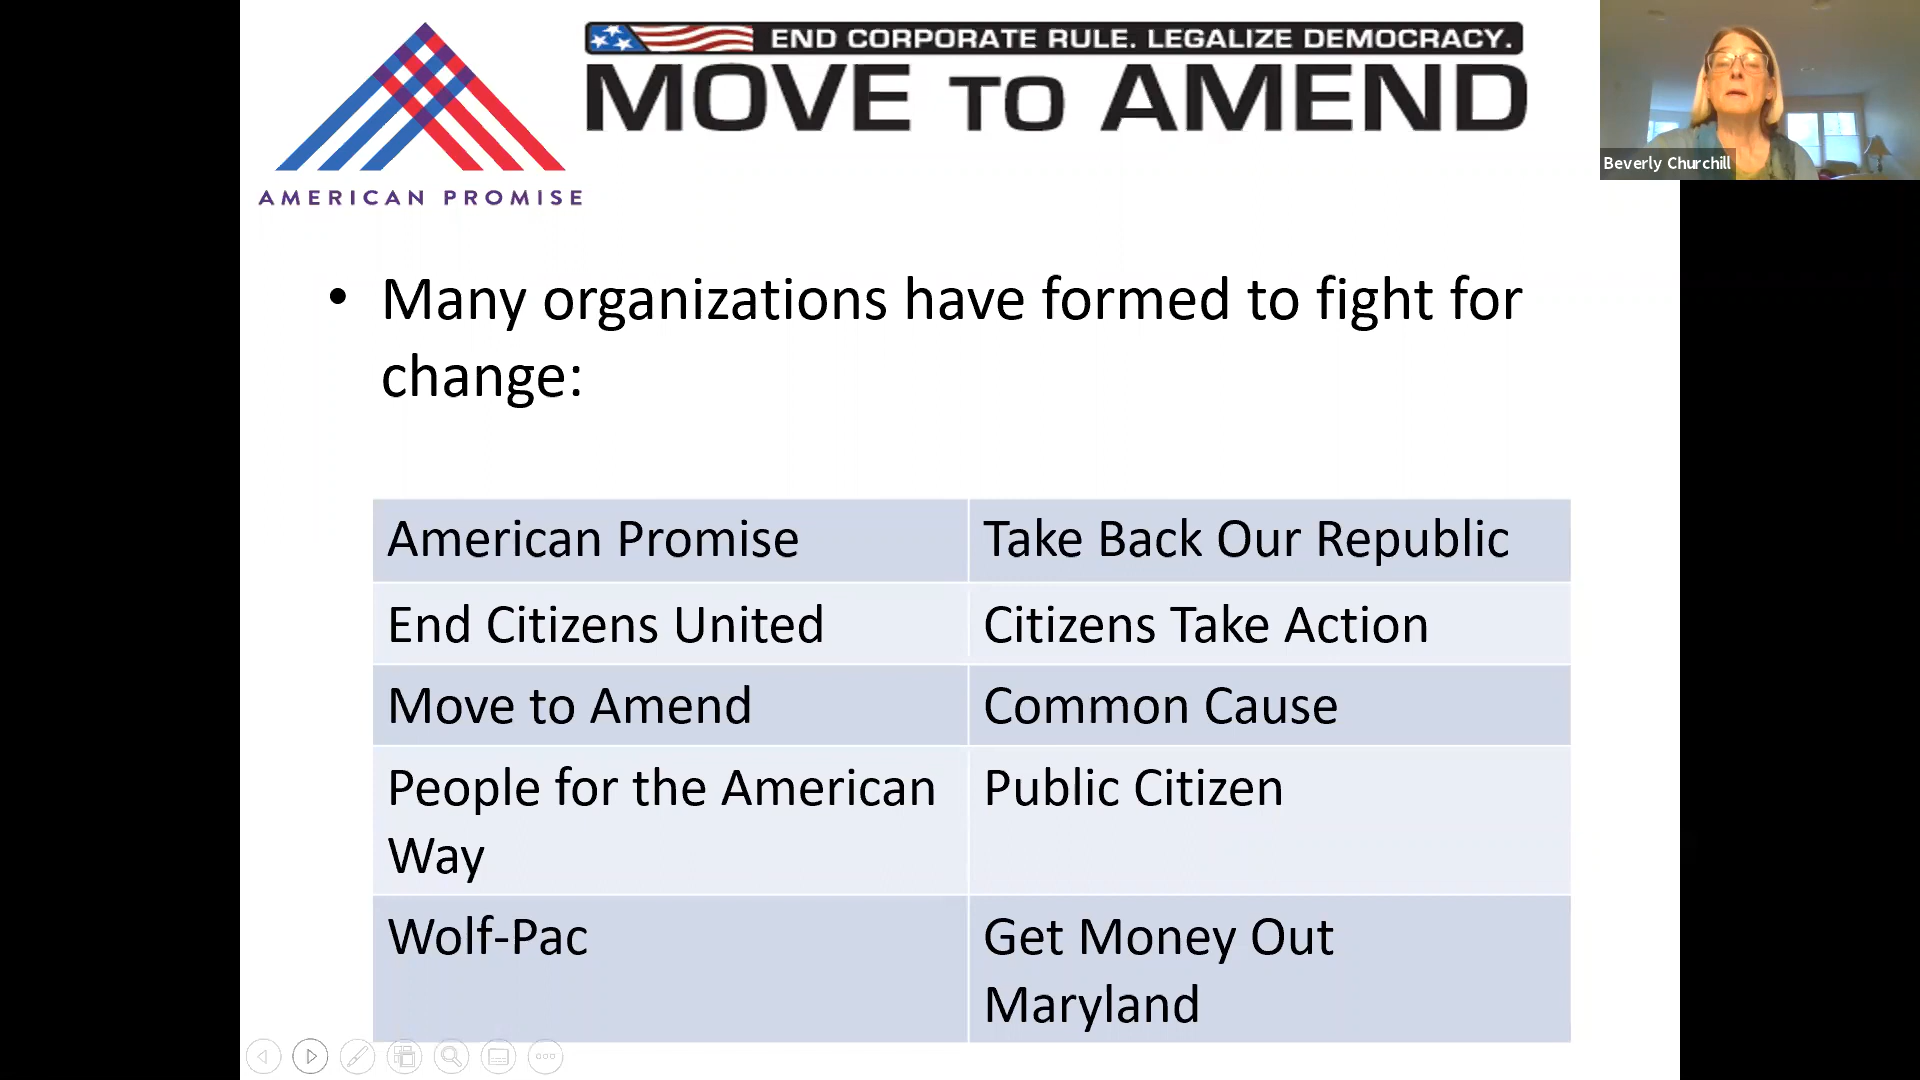 END CORPORATE RULE. LEGALIZE DEMOCRACY.
MOVE TO AMEND
AMERICAN PROMISE
Beverly Churchill
• Many organizations have formed to fight for
change:
American Promise
Take Back Our Republic
End Citizens United
Citizens Take Action
Move to Amend
Common Cause
People for the American
Way
Public Citizen
Wolf-Pac
Get Money Out
Maryland